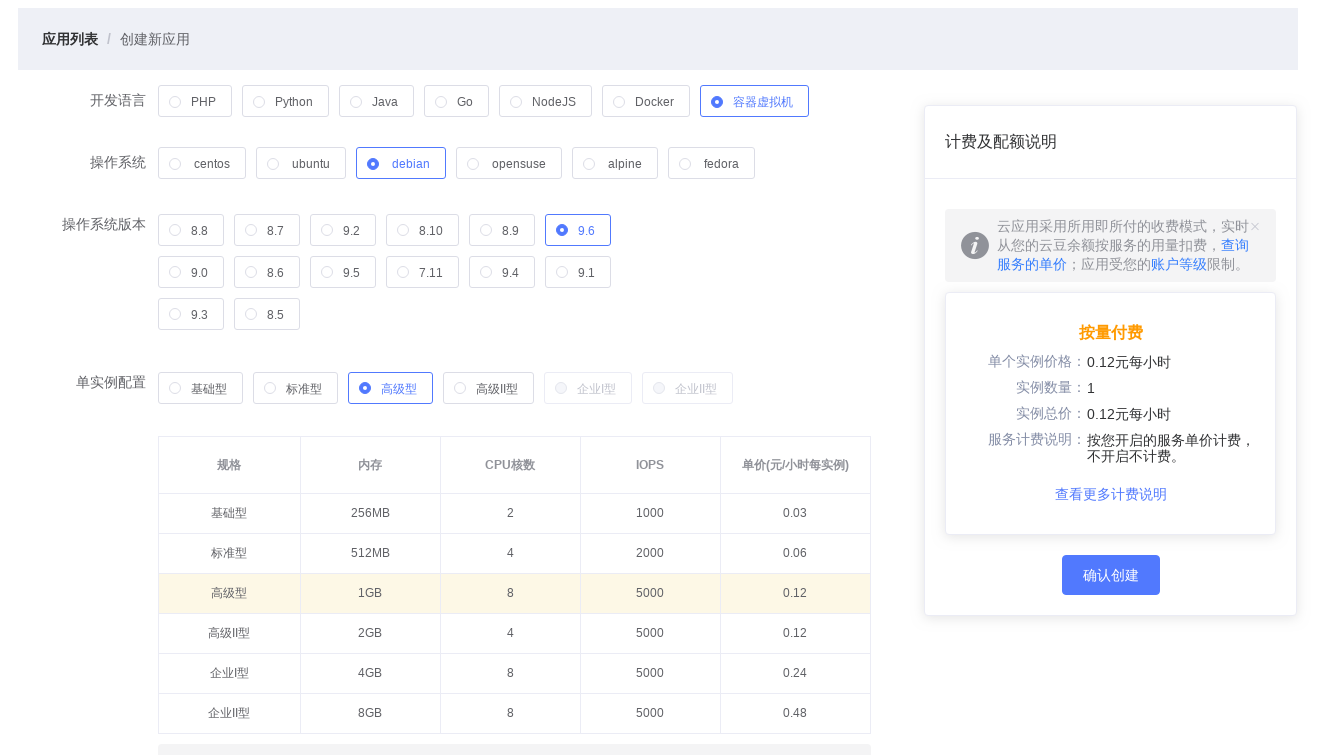 应用列表 / 创建新应用
开发语言 PHP Python Java Go NodeJS Docker 容器虚拟机
操作系统 centos ubuntu debian opensuse alpine fedora
操作系统版本 8.8 8.7 9.2 8.10 8.9 9.6
9.0 8.6 9.5 7.11 9.4 9.1
9.3 8.5
单实例配置 基础型 标准型 高级型 高级II型 企业I型 企业II型
规格 内存 CPU核数 IOPS 单价(元/小时每实例)
基础型 256MB 2 1000 0.03
标准型 512MB 4 2000 0.06
高级型 1GB 8 5000 0.12
高级II型 2GB 4 5000 0.12
企业I型 4GB 8 5000 0.24
企业II型 8GB 8 5000 0.48
计费及配额说明
云应用采用所用即所付的收费模式，实时
从您的云豆余额按服务的用量扣费，查询
服务的单价；应用受您的账户等级限制。
按量付费
单个实例价格： 0.12元每小时
实例数量： 1
实例总价： 0.12元每小时
服务计费说明： 按您开启的服务单价计费，
不开启不计费。
查看更多计费说明
确认创建